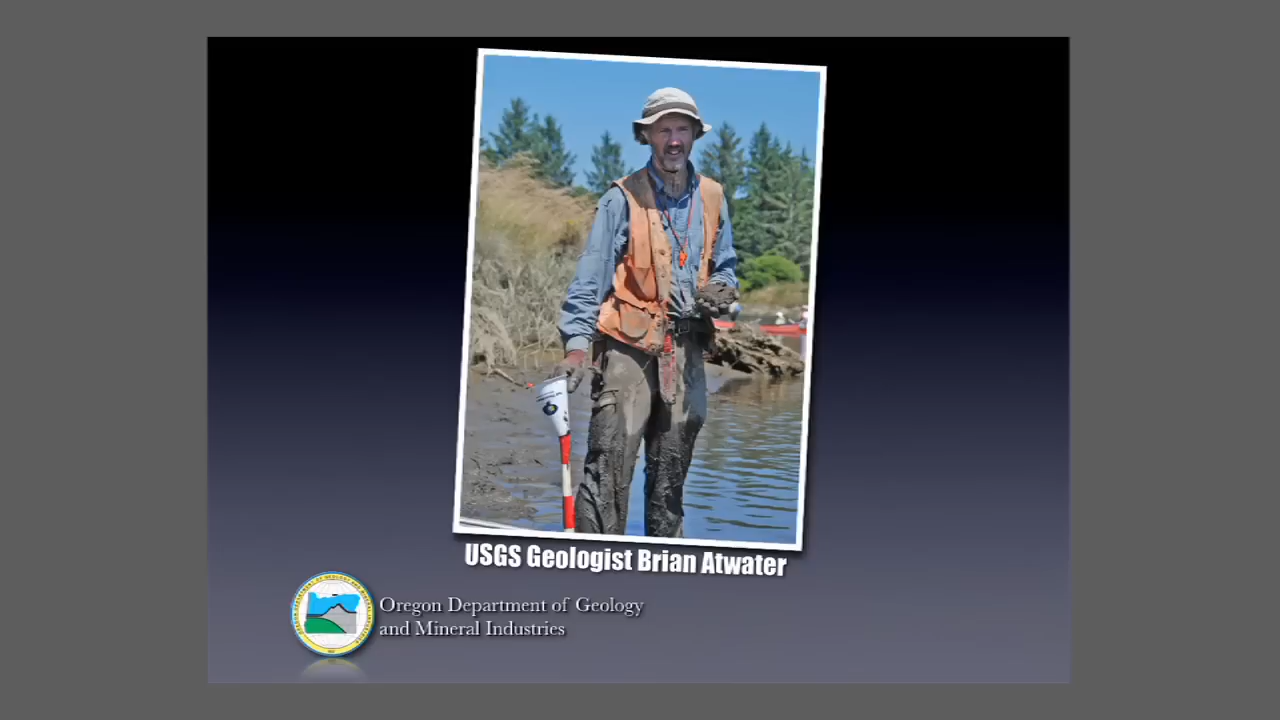 USGS Geologist Brian Atwater
Oregon Department of Geology
and Mineral Industries